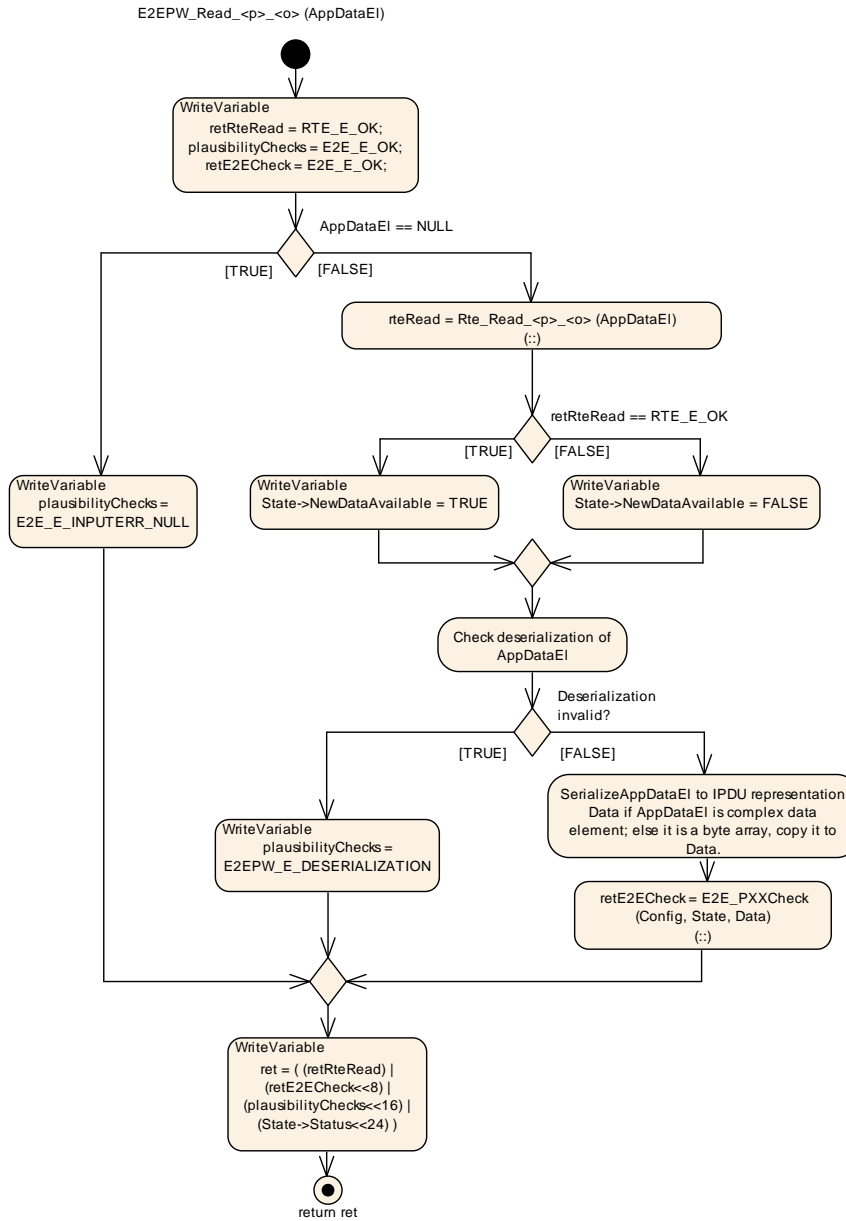 E2EPW_Read_<p>_<o> (AppDataEl)
WriteVariable
retRteRead = RTE_E_OK;
plausibilityChecks = E2E_E_OK;
retE2ECheck = E2E_E_OK;
AppDataEl == NULL
[TRUE]
[FALSE]
rteRead = Rte_Read_<p>_<o> (AppDataEl)
(::)
retRteRead == RTE_E_OK
[TRUE]
[FALSE]
WriteVariable
plausibilityChecks =
E2E_E_INPUTERR_NULL
WriteVariable
State->NewDataAvailable = TRUE
WriteVariable
State->NewDataAvailable = FALSE
Check deserialization of
AppDataEl
Deserialization
invalid?
[TRUE]
[FALSE]
SerializeAppDataEl to IPDU representation
Data if AppDataEl is complex data
element; else it is a byte array, copy it to
Data.
WriteVariable
plausibilityChecks =
E2EPW_E_DESERIALIZATION
retE2ECheck = E2E_PXXCheck
(Config, State, Data)
(::)
WriteVariable
ret = ( (retRteRead) |
(retE2ECheck<<8) |
(plausibilityChecks<<16) |
(State->Status<<24) )
return ret